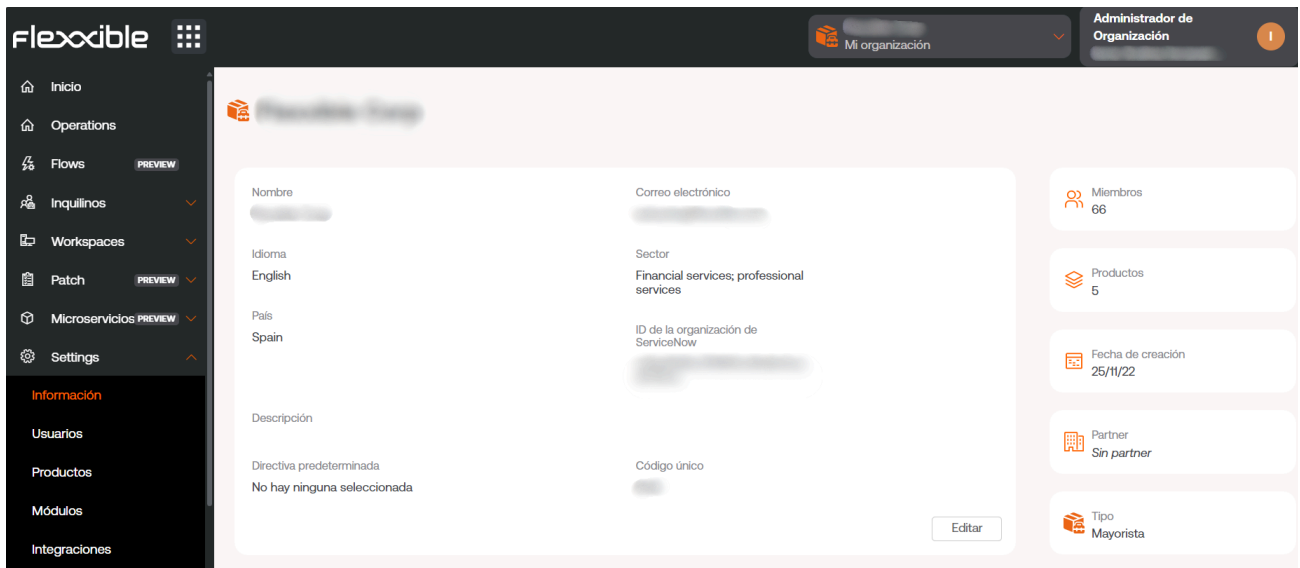 Flexxible
Mi organización
Administrador de
Organización
I
Inicio
Operations
Flows PREVIEW
Inquilinos
Workspaces
Patch PREVIEW
Microservicios PREVIEW
Settings
Información
Usuarios
Productos
Módulos
Integraciones
Nombre
Correo electrónico
Idioma
English
Sector
Financial services; professional
services
País
Spain
ID de la organización de
ServiceNow
Descripción
Directiva predeterminada
No hay ninguna seleccionada
Código único
Editar
Miembros
66
Productos
5
Fecha de creación
25/11/22
Partner
Sin partner
Tipo
Mayorista